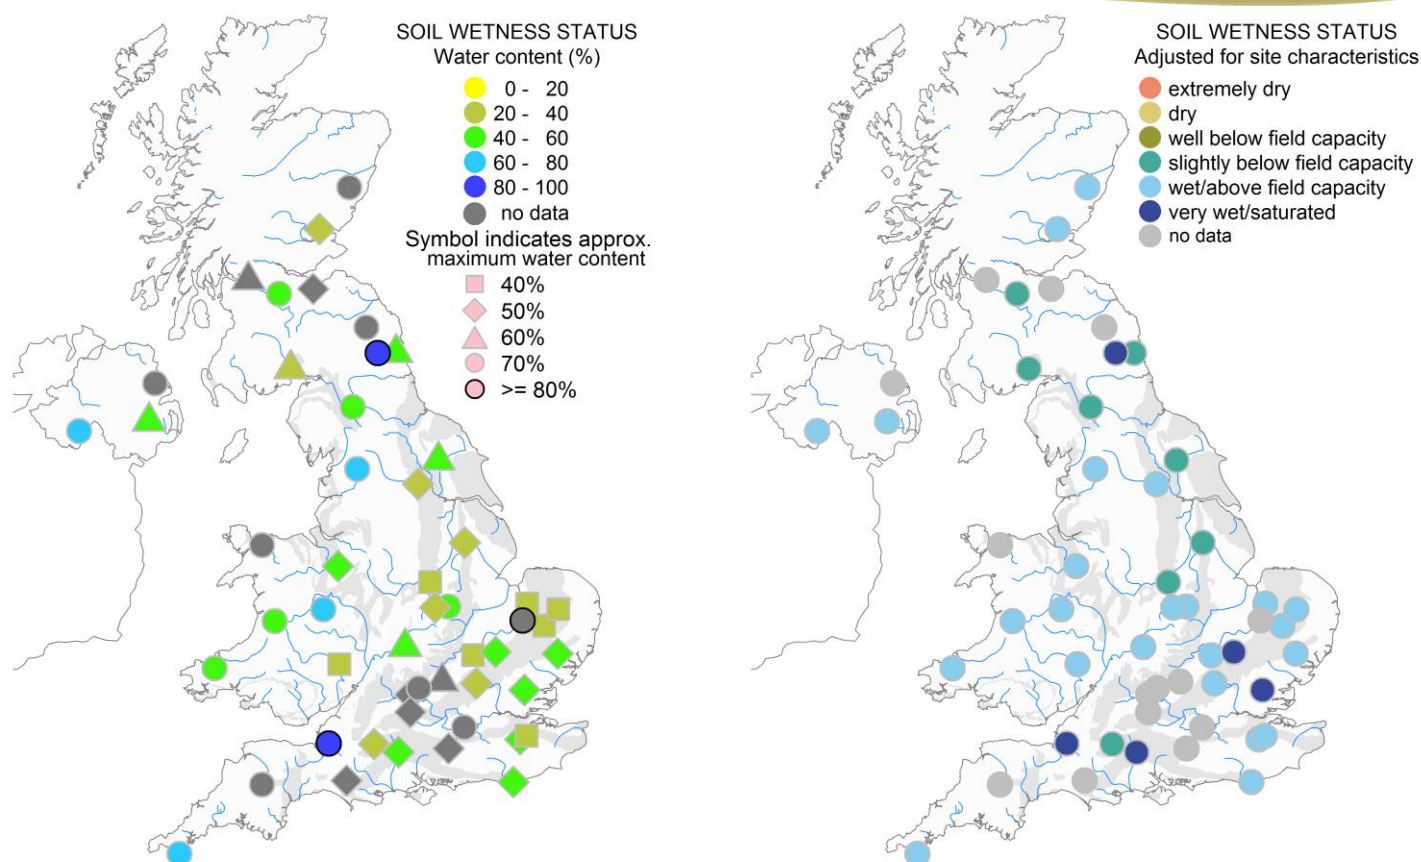 SOIL WETNESS STATUS
Water content (%)
0 - 20
20 - 40
40 - 60
60 - 80
80 - 100
no data
Symbol indicates approx.
maximum water content
40%
50%
60%
70%
>= 80%
SOIL WETNESS STATUS
Adjusted for site characteristics
extremely dry
dry
well below field capacity
slightly below field capacity
wet/above field capacity
very wet/saturated
no data